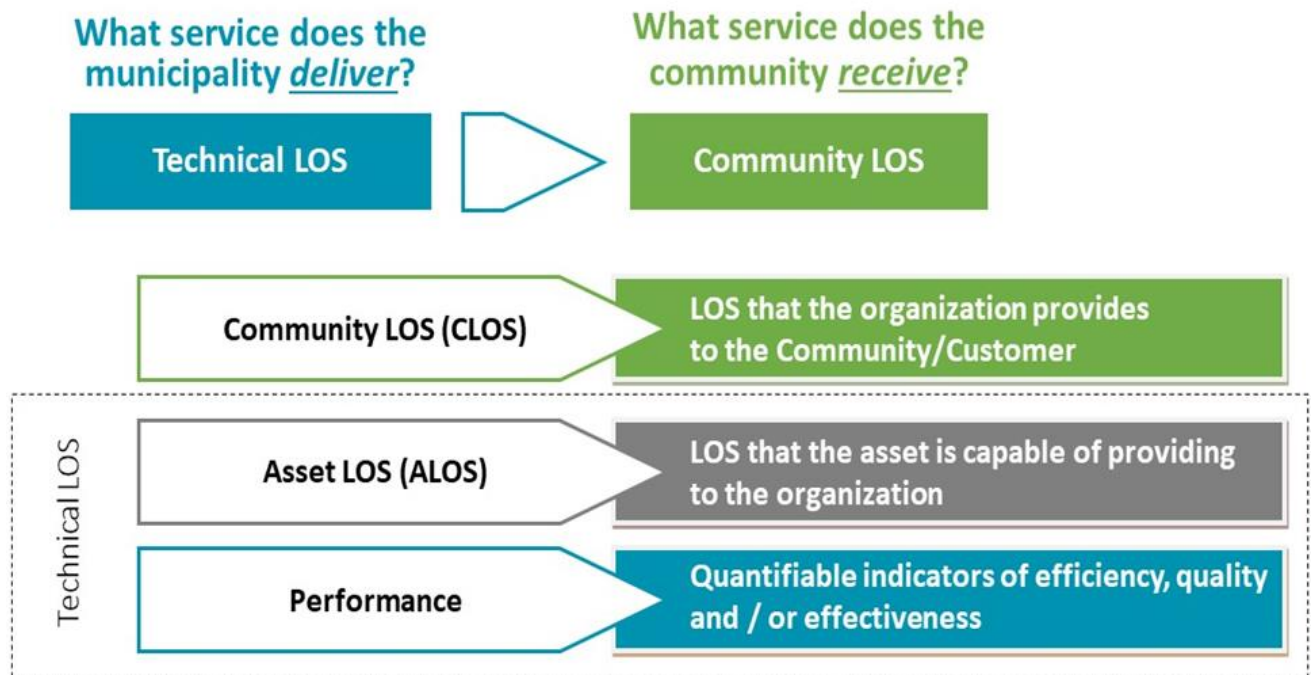 What service does the
municipality deliver?
What service does the
community receive?
Technical LOS
Community LOS
Community LOS (CLOS)
LOS that the organization provides
to the Community/Customer
Technical LOS
Asset LOS (ALOS)
LOS that the asset is capable of providing
to the organization
Performance
Quantifiable indicators of efficiency, quality
and / or effectiveness